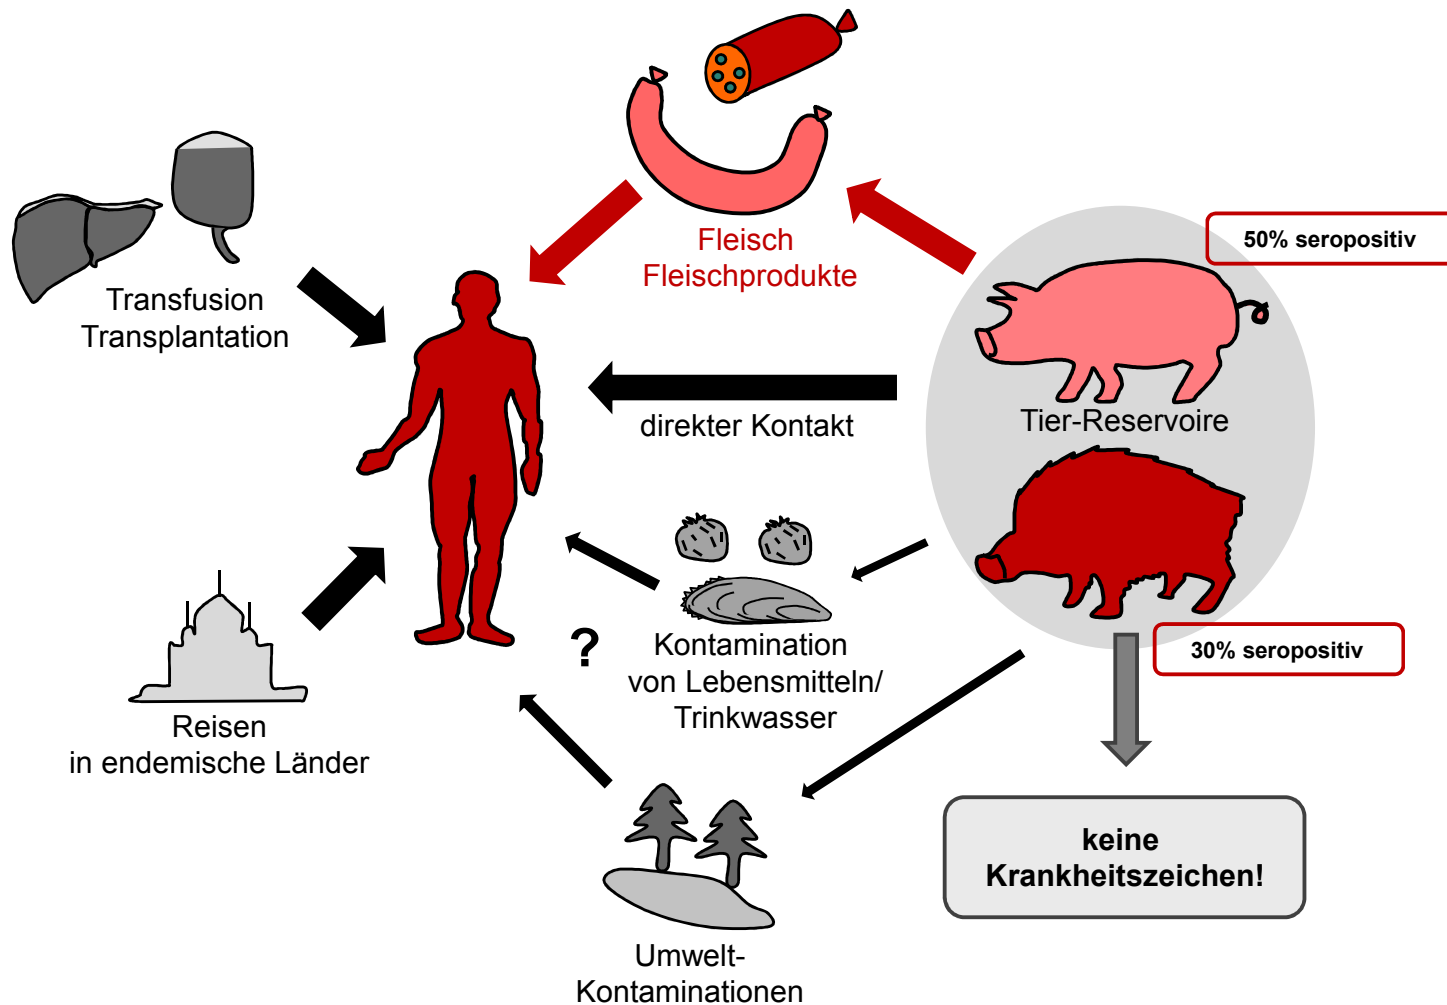 50% seropositiv
Fleisch
Fleischprodukte
Transfusion
Transplantation
direkter Kontakt
Tier-Reservoire
?
Kontamination
von Lebensmitteln/
Trinkwasser
30% seropositiv
Reisen
in endemische Länder
keine
Krankheitszeichen!
Umwelt-
Kontaminationen